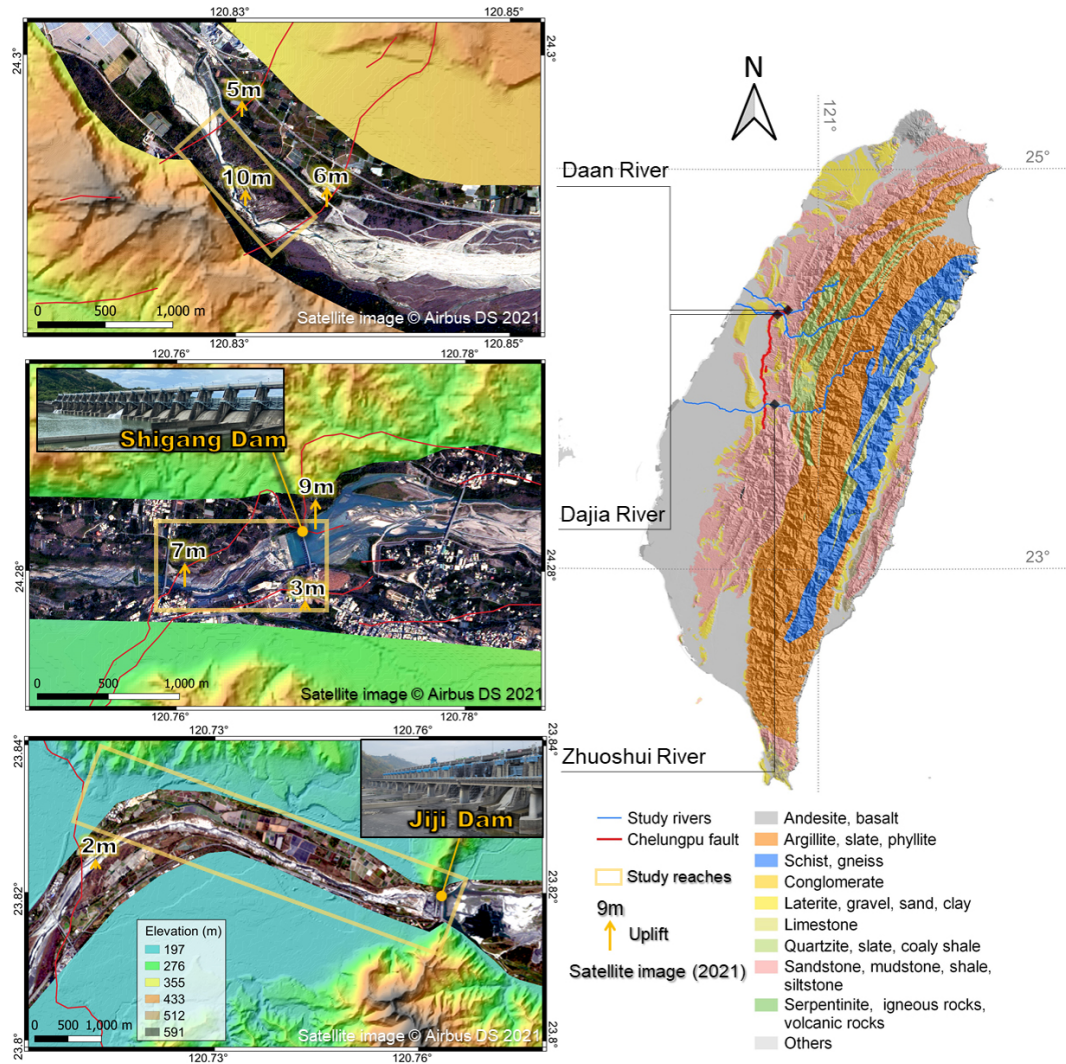 120.83°
120.85°
24.3°
24.3°
5m
10m
6m
0
500
1,000 m
Satellite image © Airbus DS 2021
120.83°
120.85°
120.76°
120.78°
Shigang Dam
9m
7m
3m
24.28°
24.28°
0
500
1,000 m
Satellite image © Airbus DS 2021
120.76°
120.78°
120.73°
120.76°
23.84°
23.84°
Jiji Dam
2m
23.82°
23.82°
Elevation (m)
197
276
355
433
512
591
0
500
1,000 m
Satellite image © Airbus DS 2021
23.8°
23.8°
120.73°
120.76°
N
121°
25°
Daan River
Dajia River
23°
Zhuoshui River
Study rivers
Chelungpu fault
Study reaches
9m
Uplift
Satellite image (2021)
Andesite, basalt
Argillite, slate, phyllite
Schist, gneiss
Conglomerate
Laterite, gravel, sand, clay
Limestone
Quartzite, slate, coaly shale
Sandstone, mudstone, shale,
siltstone
Serpentinite, igneous rocks,
volcanic rocks
Others